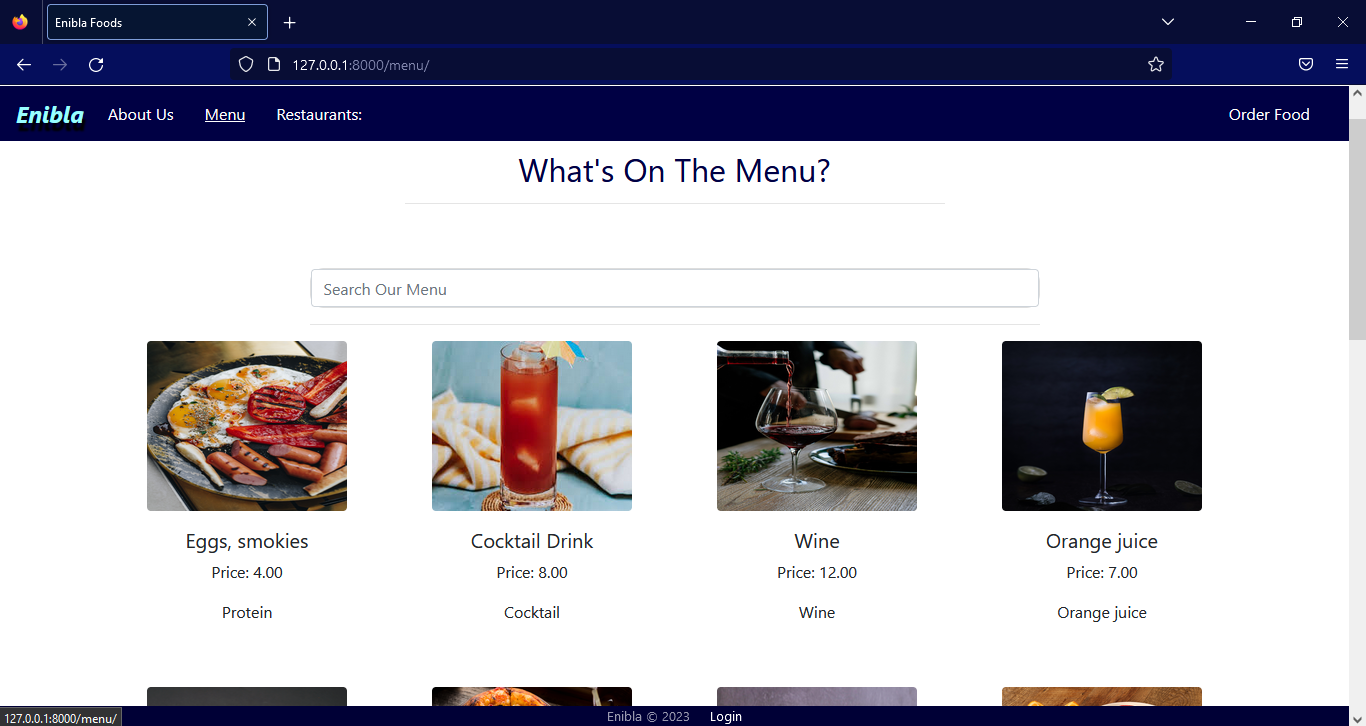 Enibla Foods
127.0.0.1:8000/menu/
Enibla About Us Menu Restaurants: Order Food
What's On The Menu?
Search Our Menu
Eggs, smokies Cocktail Drink Wine Orange juice
Price: 4.00 Price: 8.00 Price: 12.00 Price: 7.00
Protein Cocktail Wine Orange juice
127.0.0.1:8000/menu/ Enibla © 2023 Login